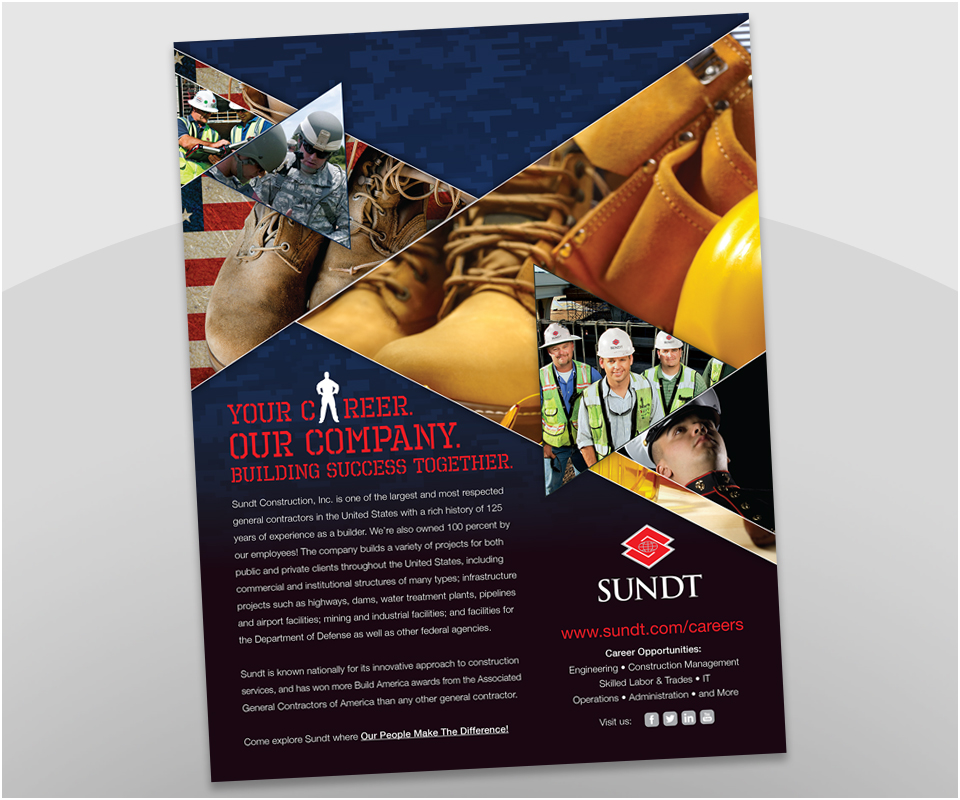 YOUR CAREER.
OUR COMPANY.
BUILDING SUCCESS TOGETHER.
Sundt Construction, Inc. is one of the largest and most respected
general contractors in the United States with a rich history of 125
years of experience as a builder. We're also owned 100 percent by
our employees! The company builds a variety of projects for both
public and private clients throughout the United States, including
commercial and institutional structures of many types; infrastructure
projects such as highways, dams, water treatment plants, pipelines
and airport facilities; mining and industrial facilities; and facilities for
the Department of Defense as well as other federal agencies.
Sundt is known nationally for its innovative approach to construction
services, and has won more Build America awards from the Associated
General Contractors of America than any other general contractor.
Come explore Sundt where Our People Make The Difference!
SUNDT
SUNDT
www.sundt.com/careers
Career Opportunities:
Engineering • Construction Management
Skilled Labor & Trades • IT
Operations • Administration • and More
Visit us: